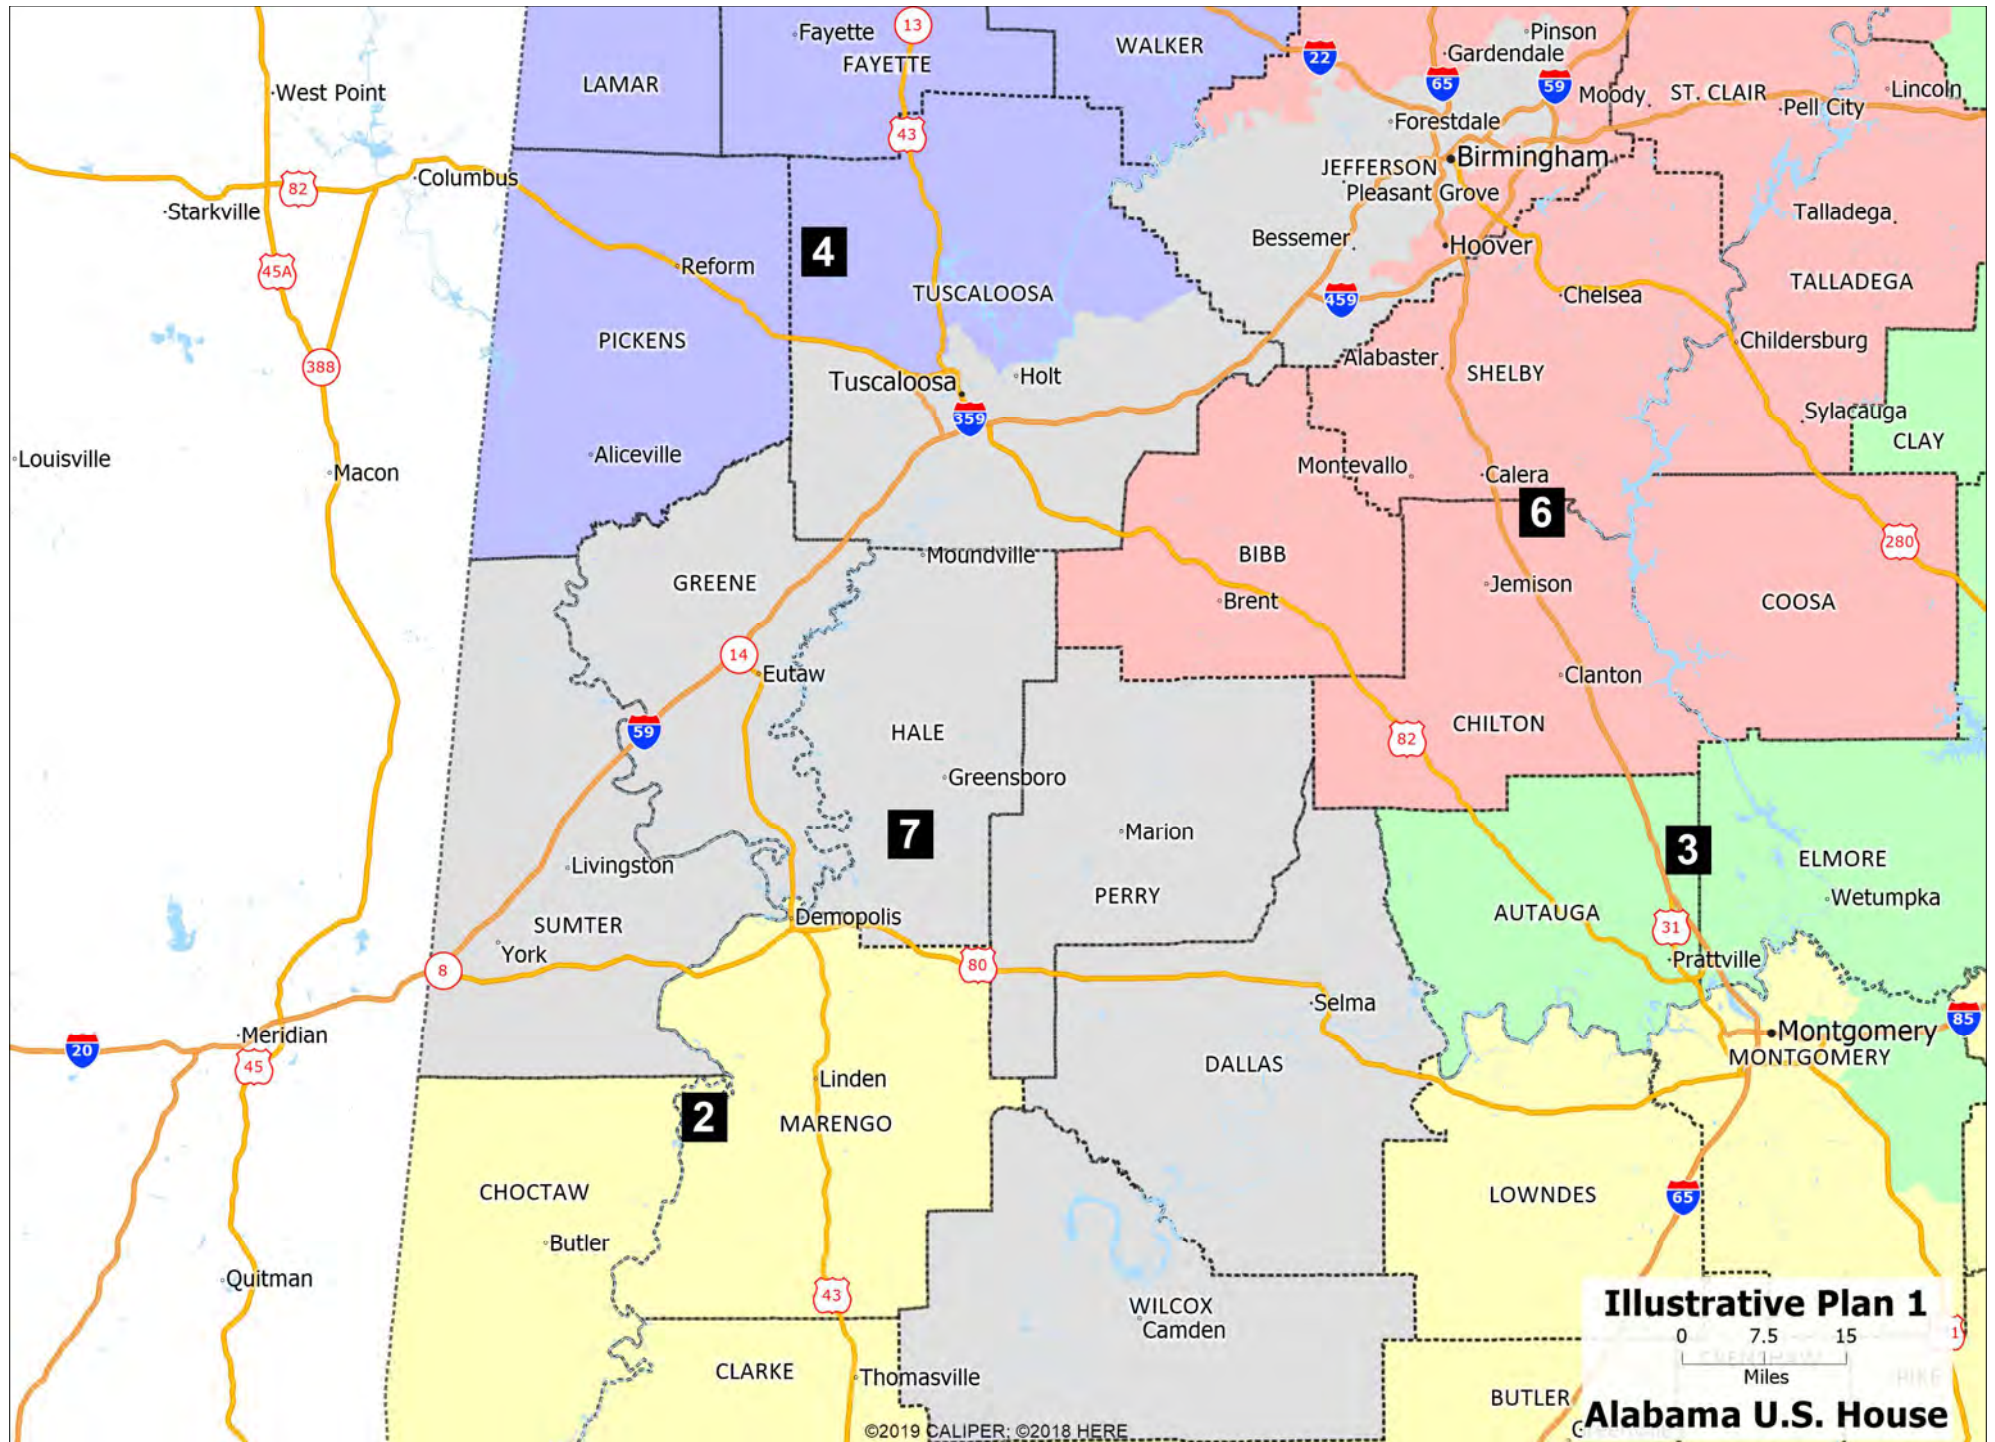 13
Fayette
Pinson
WALKER
Gardendale
22
FAYETTE
LAMAR
65
59
West Point
Moody
ST. CLAIR
Lincoln
Pell City
43
Forestdale
Birmingham
JEFFERSON
Columbus
82
Pleasant Grove
Starkville
Talladega
4
Bessemer
Hoover
45A
Reform
TUSCALOOSA
459
Chelsea
TALLADEGA
PICKENS
Childersburg
388
Alabaster
SHELBY
Tuscaloosa
Holt
359
Sylacauga
CLAY
Louisville
Aliceville
Macon
Montevallo
Calera
6
280
Moundville
BIBB
GREENE
Jemison
Brent
COOSA
14
Eutaw
Clanton
59
HALE
CHILTON
82
Greensboro
7
Marion
3
ELMORE
Livingston
PERRY
Wetumpka
Demopolis
AUTAUGA
SUMTER
31
York
Prattville
8
80
Selma
85
Meridian
Montgomery
20
45
MONTGOMERY
DALLAS
Linden
2
MARENGO
CHOCTAW
LOWNDES
65
Butler
Quitman
43
WILCOX
Camden
Illustrative Plan 1
0 7.5 15
1
CRENSHAW
Miles
PIKE
CLARKE
Thomasville
BUTLER
Alabama U.S. House
©2019 CALIPER; ©2018 HERE